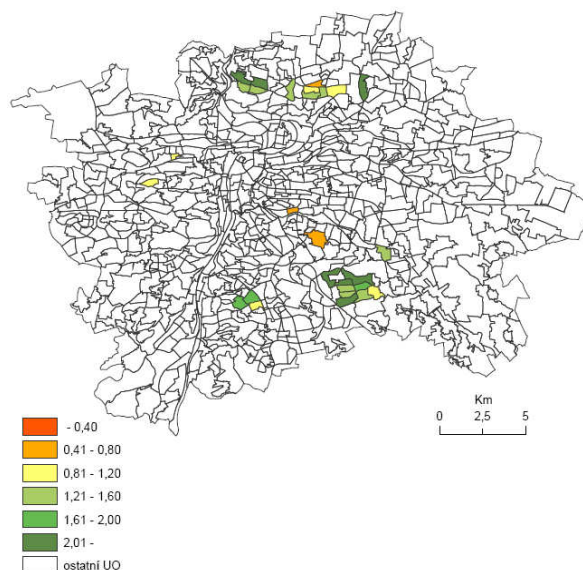 Km
0 2,5 5
- 0,40
0,41 - 0,80
0,81 - 1,20
1,21 - 1,60
1,61 - 2,00
2,01 -
ostatní UO